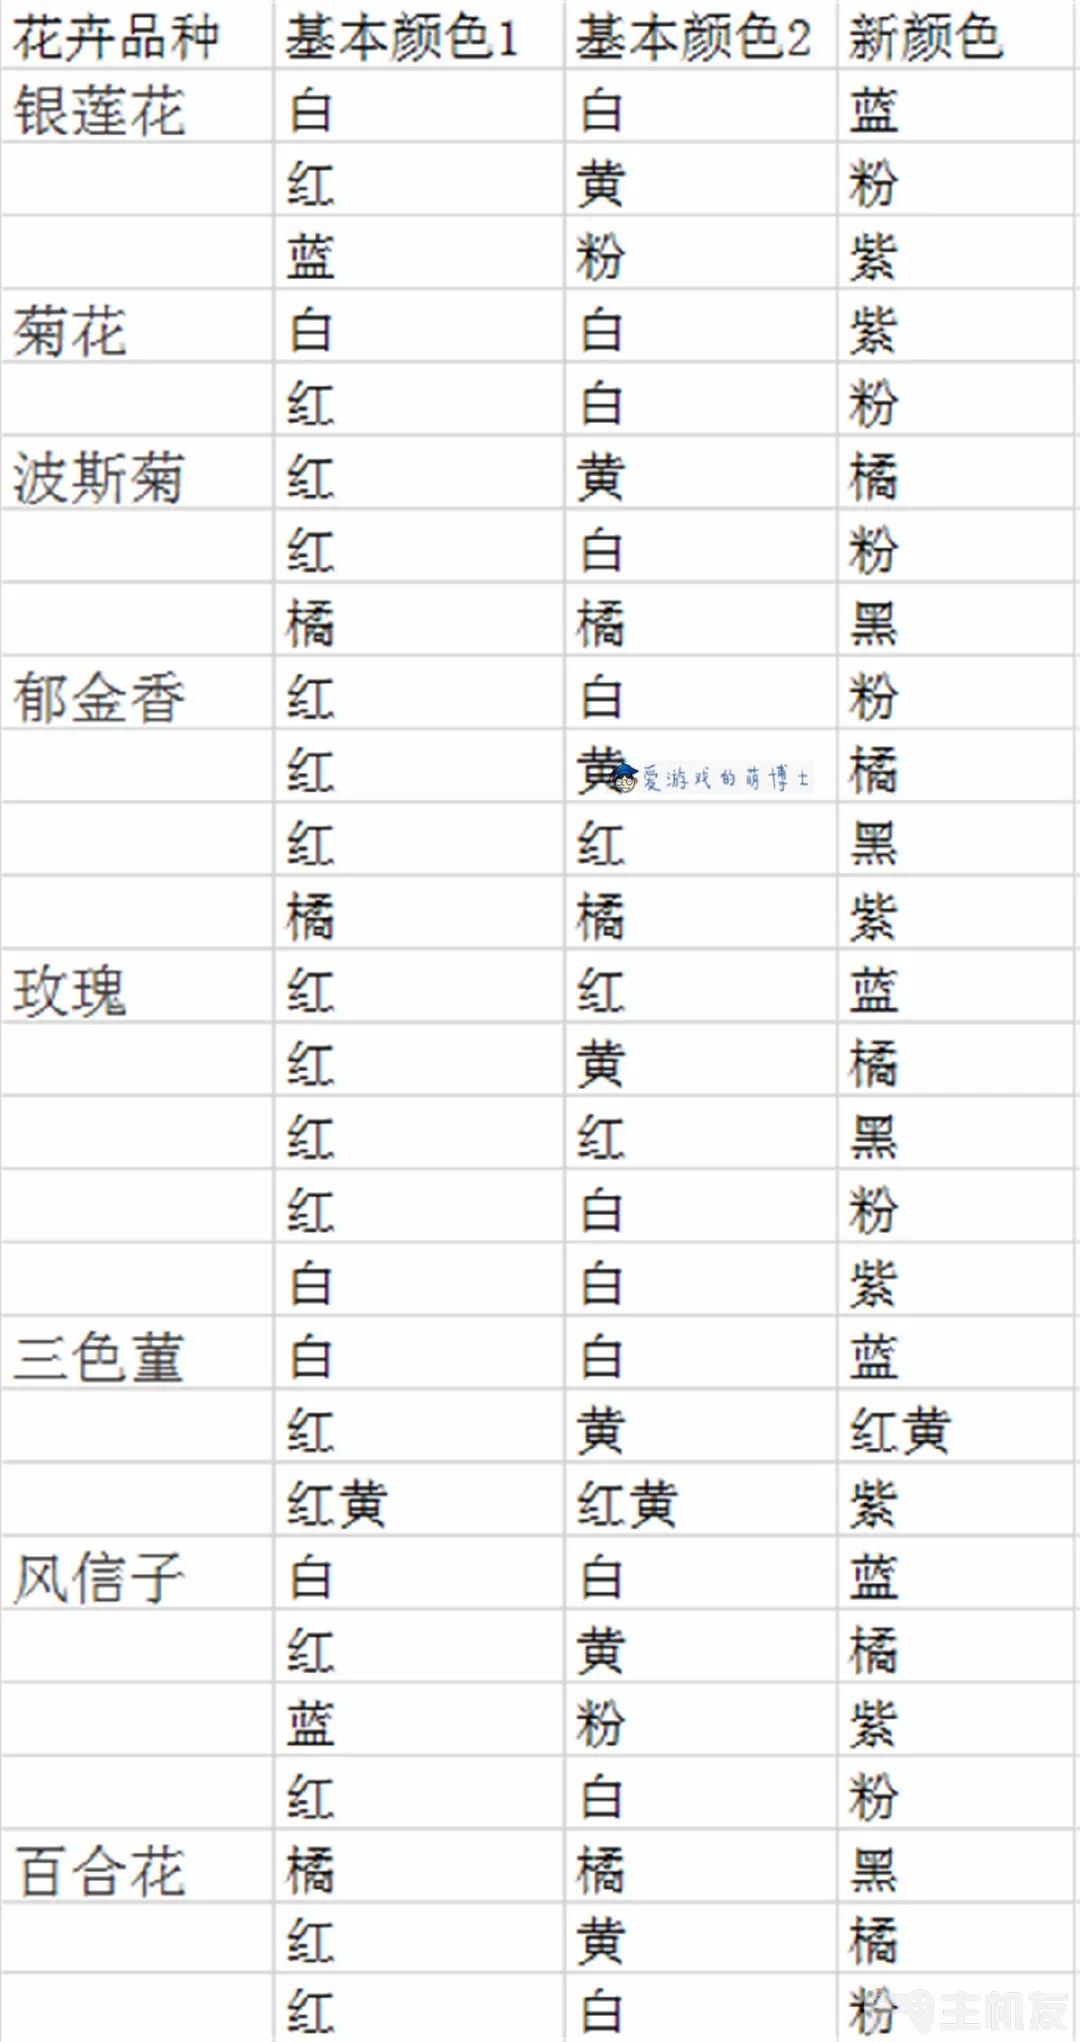 花卉品种 基本颜色1 基本颜色2 新颜色
银莲花 白 白 蓝
红 黄 粉
蓝 粉 紫
菊花 白 白 紫
红 白 粉
波斯菊 红 黄 橘
红 白 粉
橘 橘 黑
郁金香 红 白 粉
红 黄 爱游戏的萌博士 橘
红 红 黑
橘 橘 紫
玫瑰 红 红 蓝
红 黄 橘
红 红 黑
红 白 粉
白 白 紫
三色菫 白 白 蓝
红 黄 红黄
红黄 红黄 紫
风信子 白 白 蓝
红 黄 橘
蓝 粉 紫
红 白 粉
百合花 橘 橘 黑
红 黄 橘
红 白 粉 主机友